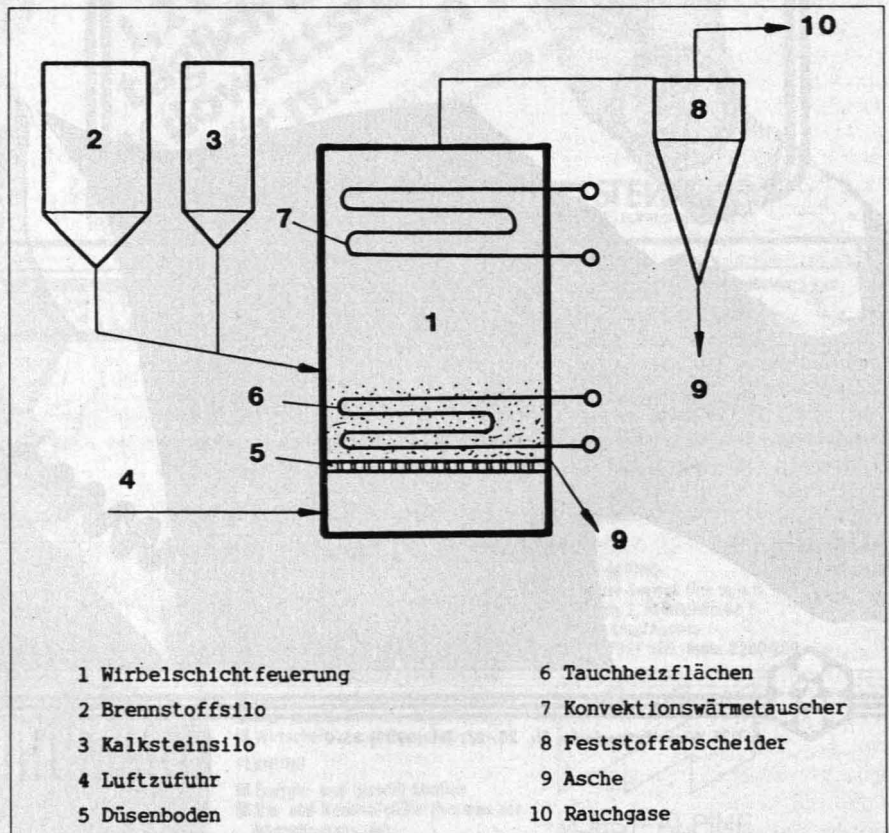 10
2
3
8
7
1
9
6
5
4
9
1 Wirbelschichtfeuerung
2 Brennstoffsilo
3 Kalksteinsilo
4 Luftzufuhr
5 Düsenboden
6 Tauchheizflächen
7 Konvektionswärmetauscher
8 Feststoffabscheider
9 Asche
10 Rauchgase